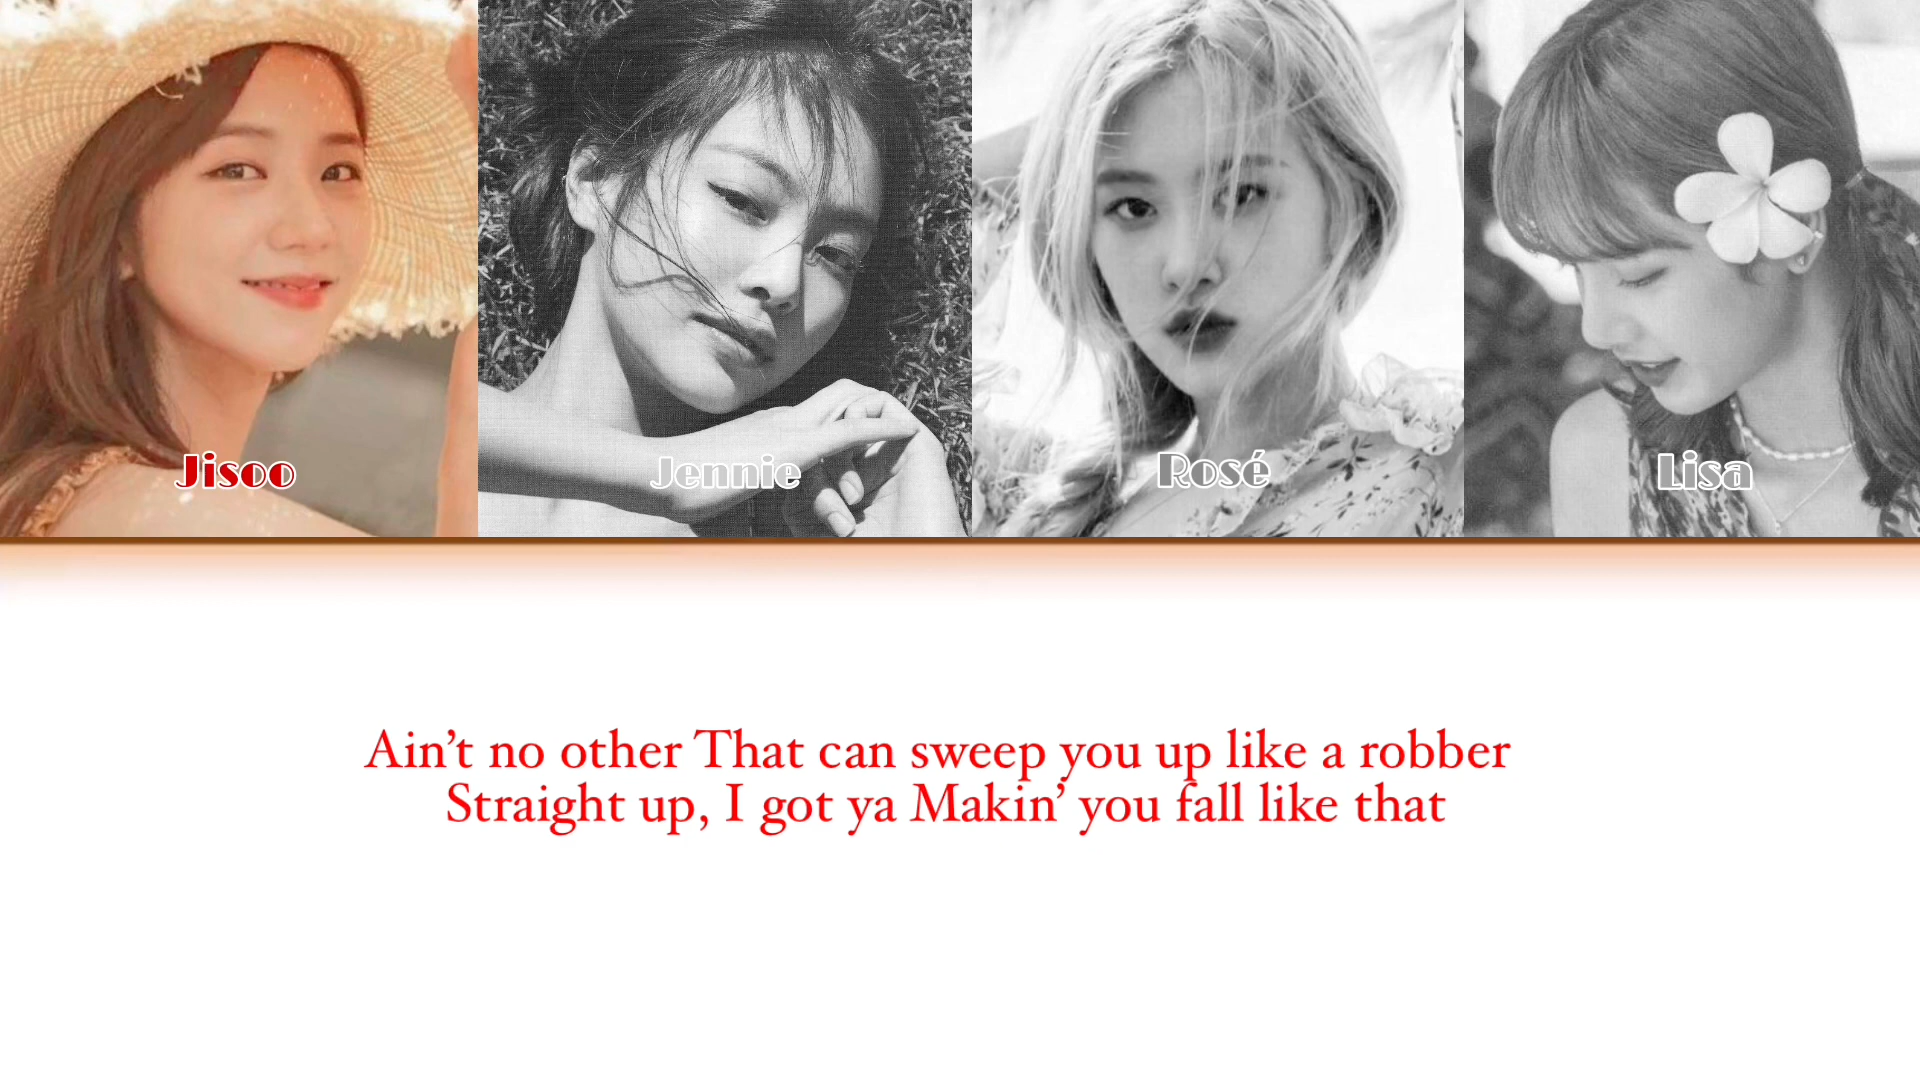 Jisoo
Jennie
Rosé
Lisa
Ain’t no other That can sweep you up like a robber
Straight up, I got ya Makin’ you fall like that